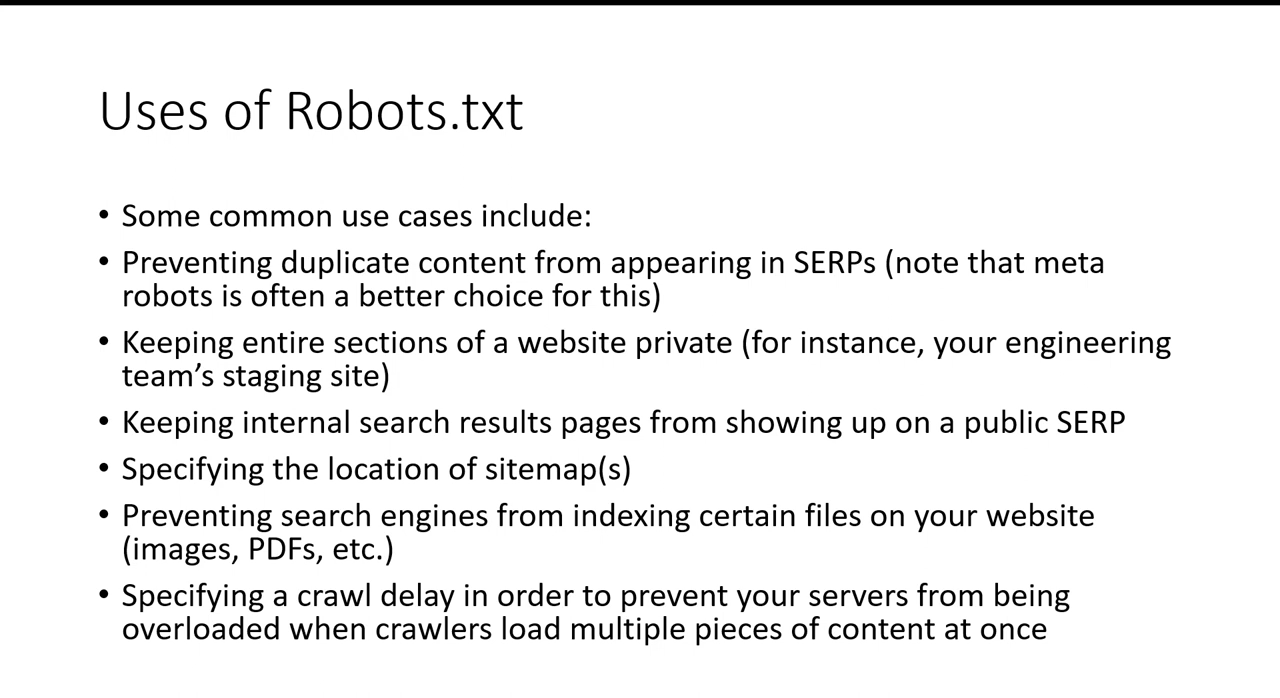 Uses of Robots.txt
• Some common use cases include:
• Preventing duplicate content from appearing in SERPs (note that meta
robots is often a better choice for this)
• Keeping entire sections of a website private (for instance, your engineering
team’s staging site)
• Keeping internal search results pages from showing up on a public SERP
• Specifying the location of sitemap(s)
• Preventing search engines from indexing certain files on your website
(images, PDFs, etc.)
• Specifying a crawl delay in order to prevent your servers from being
overloaded when crawlers load multiple pieces of content at once